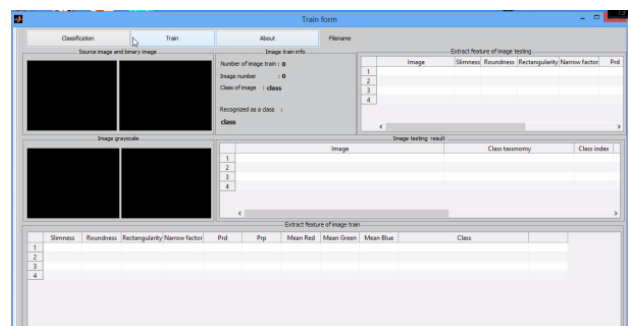 Train form
Classification Train About Filename
Source image and binary image
Image train info
Number of image train : 0
Image number : 0
Class of image : class
Recognized as a class :
class
Extract feature of image testing
Image Slimness Roundness Rectangularity Narrow factor Prd
1
2
3
4
Image grayscale
Image testing result
Image Class taxonomy Class index
1
2
3
4
Extract feature of image train
Slimness Roundness Rectangularity Narrow factor Prd Prp Mean Red Mean Green Mean Blue Class
1
2
3
4